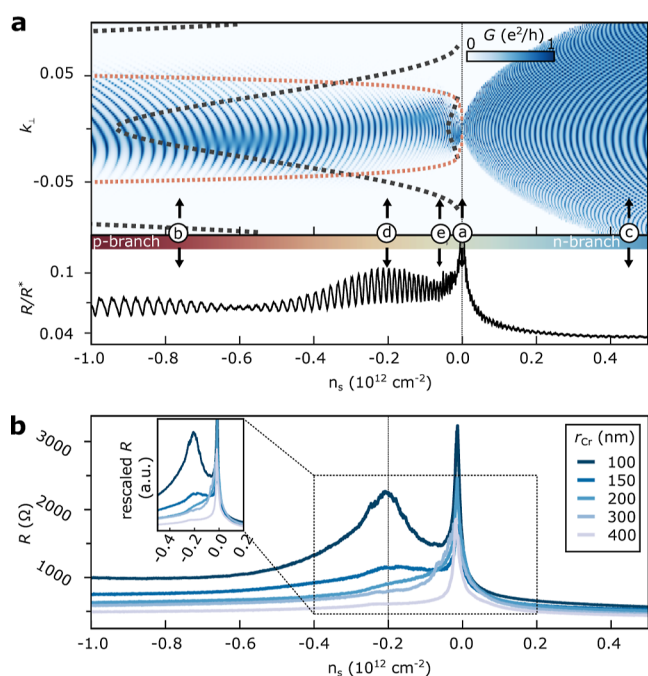 a
G (e²/h)
0 1
0.05
-0.05
k⊥
b d e a c
p-branch n-branch
0.1
0.04
R/R*
-1.0 -0.8 -0.6 -0.4 -0.2 0.0 0.2 0.4
nₛ (10¹² cm⁻²)
b
3000
2000
1000
R (Ω)
rescaled R
(a.u.)
-0.4 -0.2 0.0 0.2
r_Cr (nm)
100
150
200
300
400
-1.0 -0.8 -0.6 -0.4 -0.2 0.0 0.2 0.4
nₛ (10¹² cm⁻²)